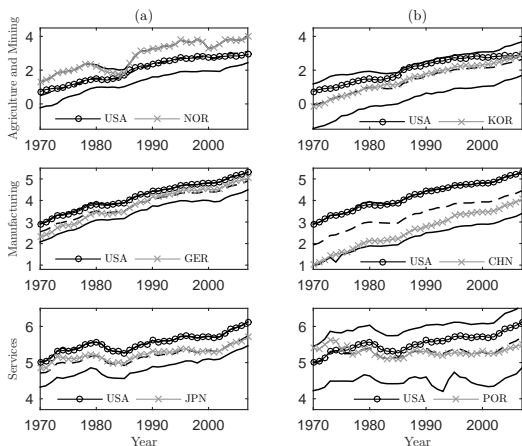 (a) (b)
Agriculture and Mining
4
2
0
USA NOR
1970 1980 1990 2000
4
2
0
USA KOR
1970 1980 1990 2000
Manufacturing
5
4
3
2
1
USA GER
1970 1980 1990 2000
5
4
3
2
1
USA CHN
1970 1980 1990 2000
Services
6
5
4
USA JPN
1970 1980 1990 2000
Year
6
5
4
USA POR
1970 1980 1990 2000
Year